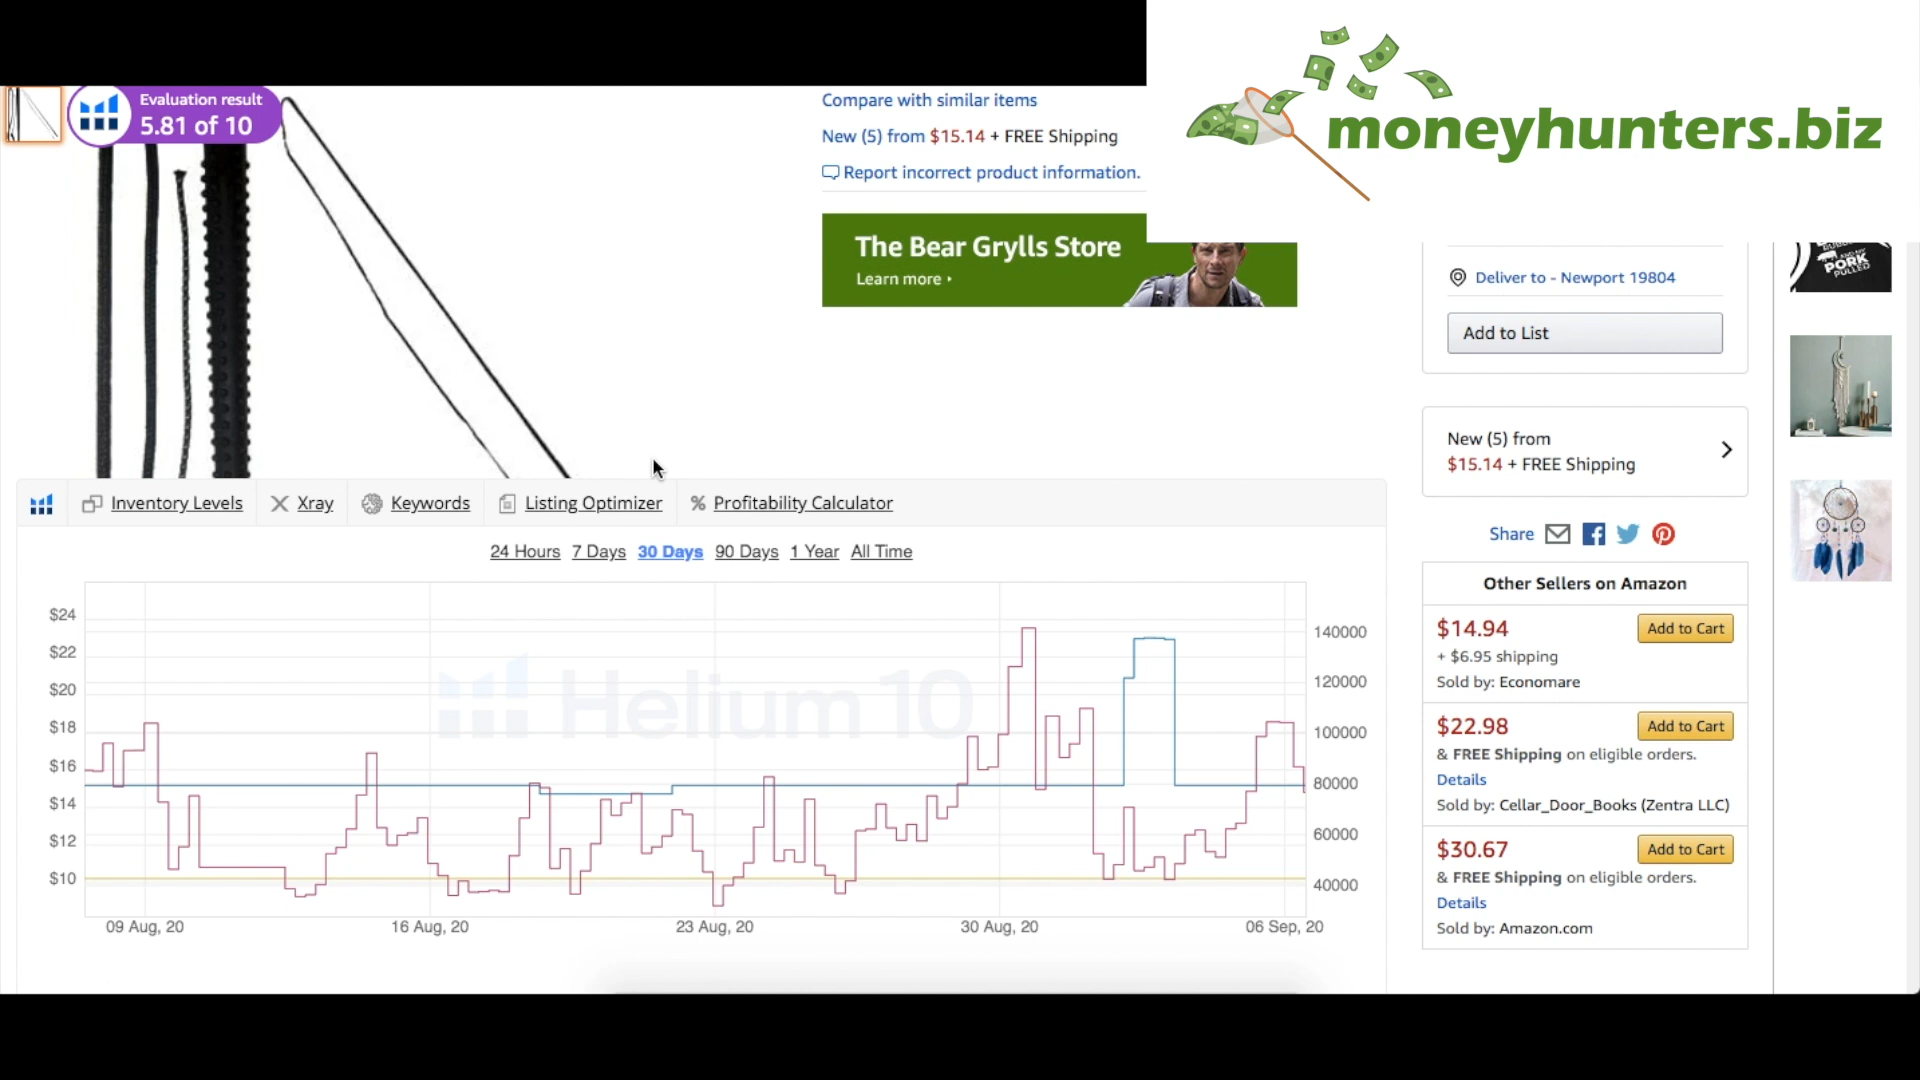 Evaluation result
5.81 of 10
Compare with similar items
New (5) from $15.14 + FREE Shipping
Report incorrect product information.
The Bear Grylls Store
Learn more
moneyhunters.biz
PORK
PULLED
Deliver to - Newport 19804
Add to List
New (5) from
$15.14 + FREE Shipping
Share
Other Sellers on Amazon
$14.94
Add to Cart
+ $6.95 shipping
Sold by: Economare
$22.98
Add to Cart
& FREE Shipping on eligible orders.
Details
Sold by: Cellar_Door_Books (Zentra LLC)
$30.67
Add to Cart
& FREE Shipping on eligible orders.
Details
Sold by: Amazon.com
Inventory Levels
Xray
Keywords
Listing Optimizer
% Profitability Calculator
24 Hours 7 Days 30 Days 90 Days 1 Year All Time
Helium 10
$24
$22
$20
$18
$16
$14
$12
$10
140000
120000
100000
80000
60000
40000
09 Aug, 20
16 Aug, 20
23 Aug, 20
30 Aug, 20
06 Sep, 20